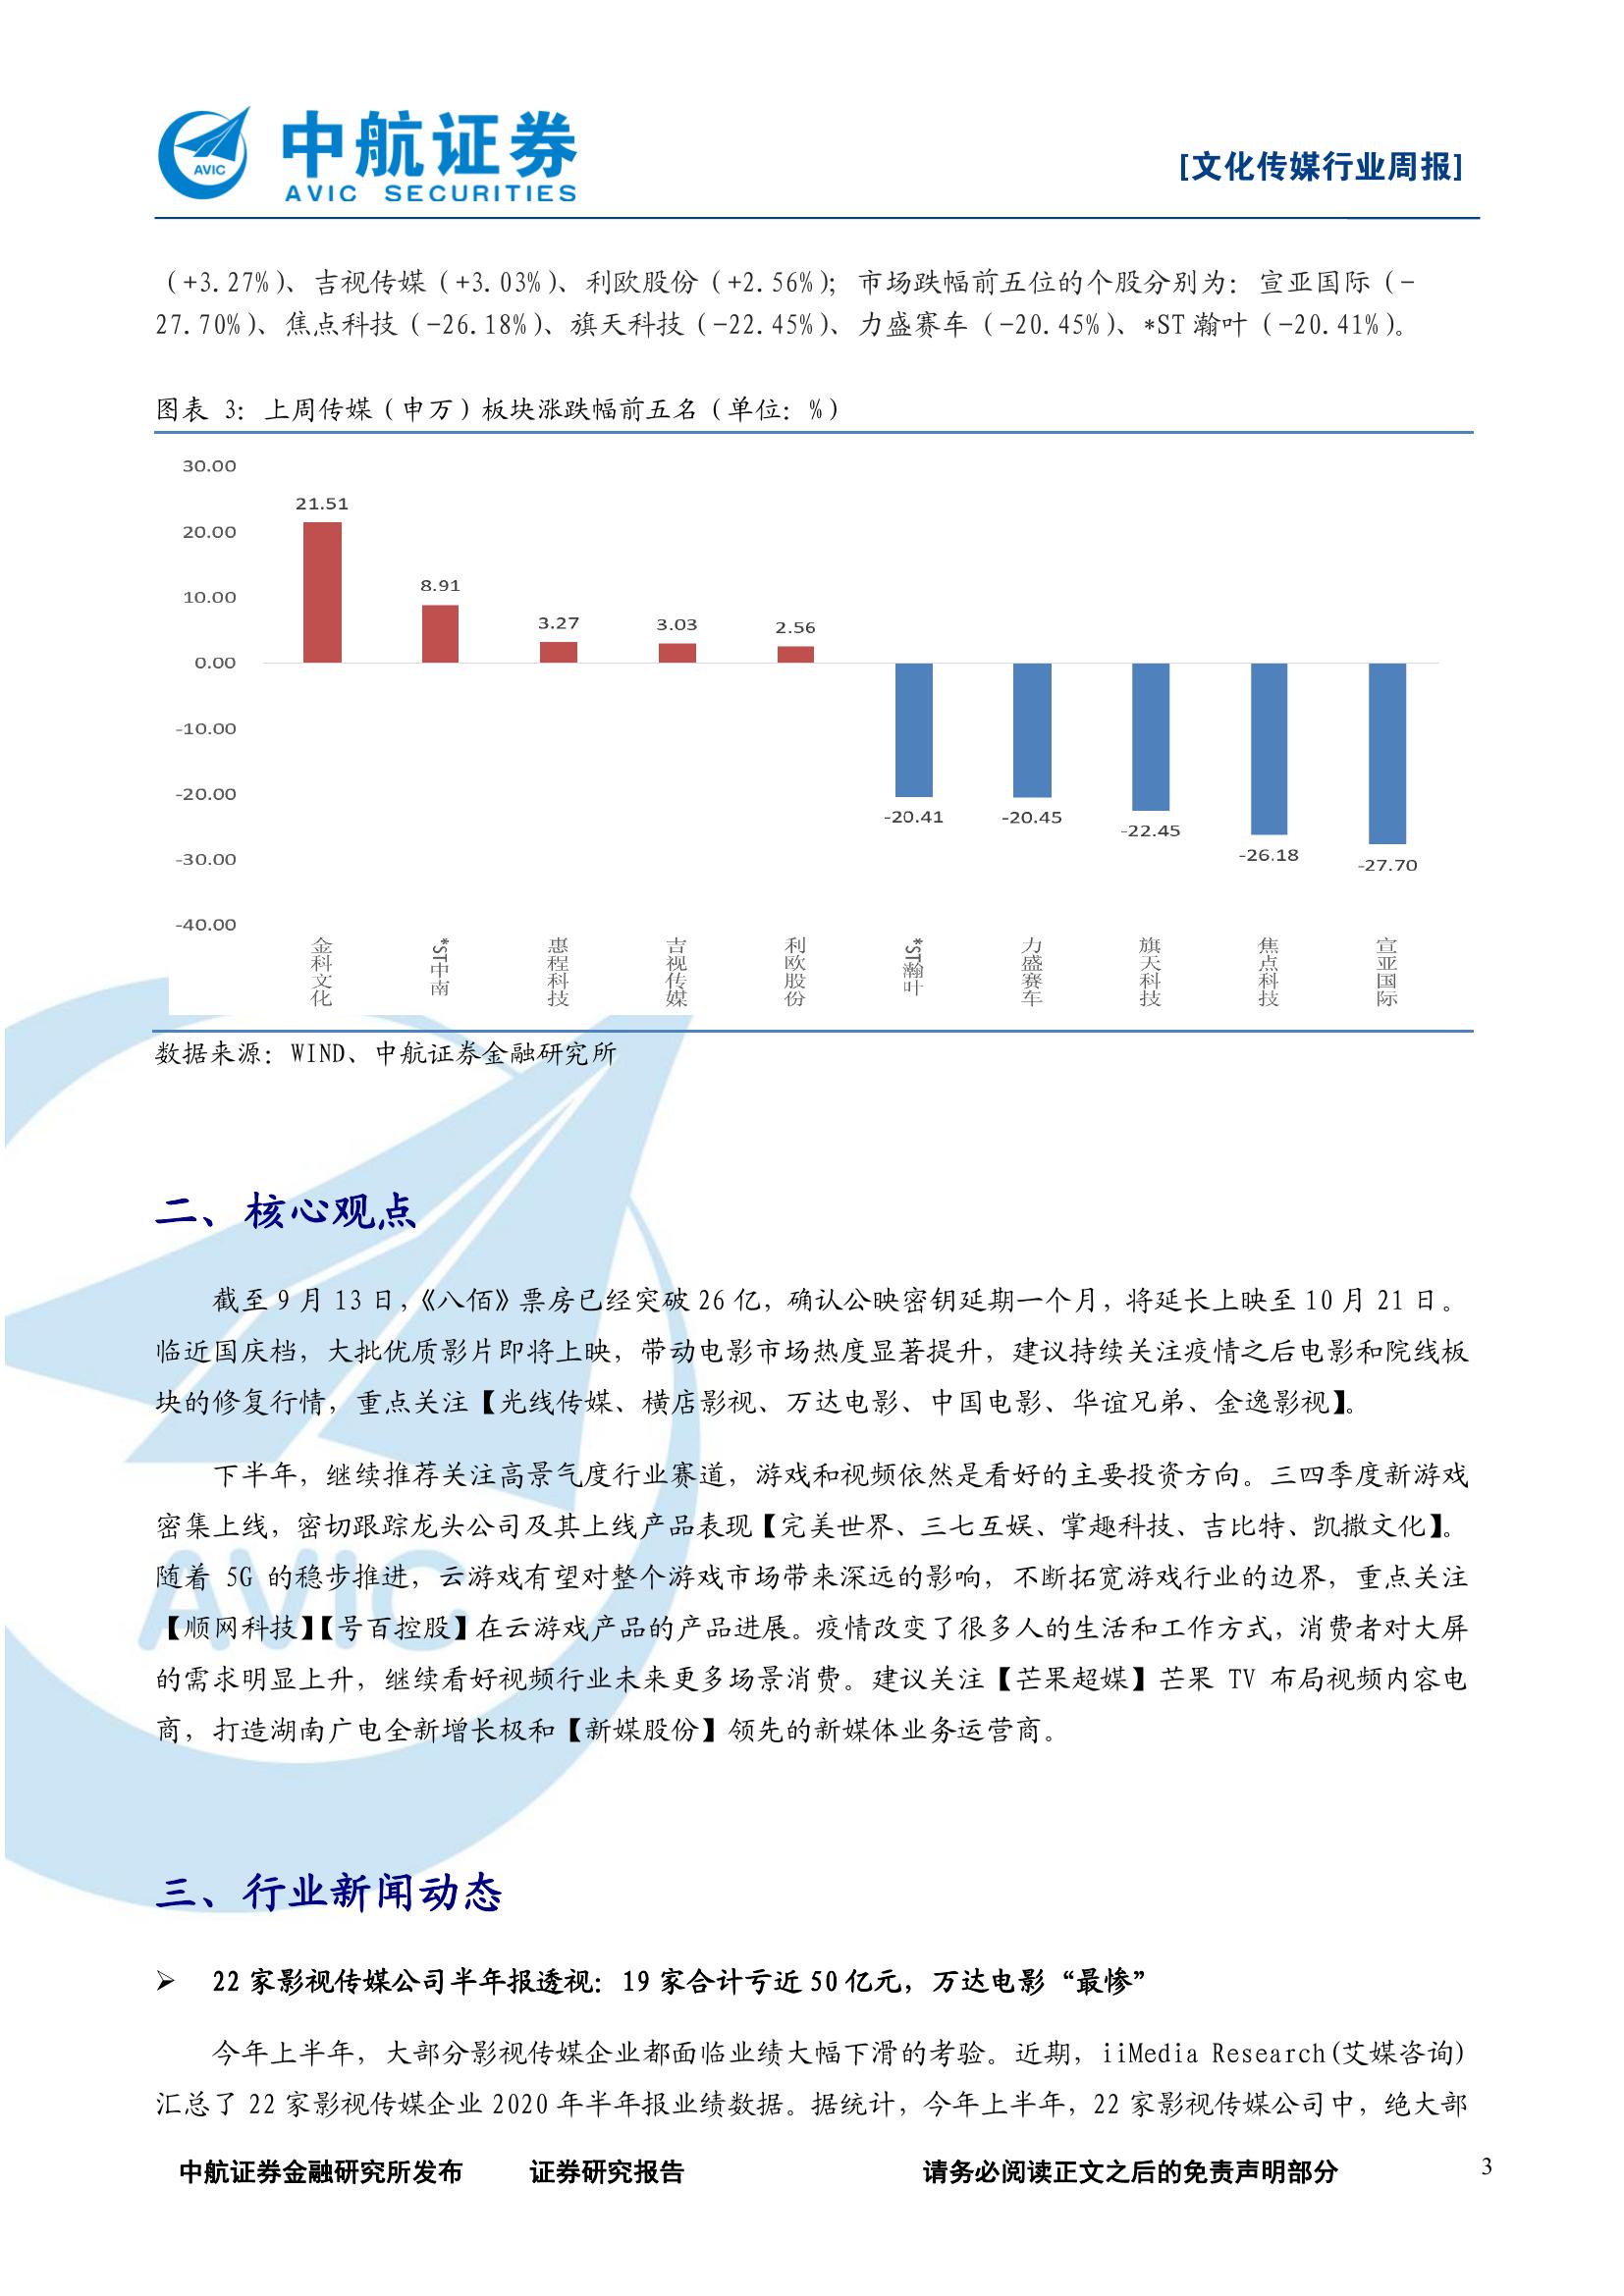 中航证券
AVIC SECURITIES
AVIC
[文化传媒行业周报]
（+3.27%）、吉视传媒（+3.03%）、利欧股份（+2.56%）；市场跌幅前五位的个股分别为：宣亚国际（-
27.70%）、焦点科技（-26.18%）、旗天科技（-22.45%）、力盛赛车（-20.45%）、*ST 瀚叶（-20.41%）。
图表 3：上周传媒（申万）板块涨跌幅前五名（单位：%）
30.00
20.00
10.00
0.00
-10.00
-20.00
-30.00
-40.00
21.51
8.91
3.27
3.03
2.56
-20.41
-20.45
-22.45
-26.18
-27.70
金科文化
*ST中南
惠程科技
吉视传媒
利欧股份
*ST瀚叶
力盛赛车
旗天科技
焦点科技
宣亚国际
数据来源：WIND、中航证券金融研究所
二、核心观点
截至 9 月 13 日，《八佰》票房已经突破 26 亿，确认公映密钥延期一个月，将延长上映至 10 月 21 日。
临近国庆档，大批优质影片即将上映，带动电影市场热度显著提升，建议持续关注疫情之后电影和院线板
块的修复行情，重点关注【光线传媒、横店影视、万达电影、中国电影、华谊兄弟、金逸影视】。
下半年，继续推荐关注高景气度行业赛道，游戏和视频依然是看好的主要投资方向。三四季度新游戏
密集上线，密切跟踪龙头公司及其上线产品表现【完美世界、三七互娱、掌趣科技、吉比特、凯撒文化】。
随着 5G 的稳步推进，云游戏有望对整个游戏市场带来深远的影响，不断拓宽游戏行业的边界，重点关注
【顺网科技】【号百控股】在云游戏产品的产品进展。疫情改变了很多人的生活和工作方式，消费者对大屏
的需求明显上升，继续看好视频行业未来更多场景消费。建议关注【芒果超媒】芒果 TV 布局视频内容电
商，打造湖南广电全新增长极和【新媒股份】领先的新媒体业务运营商。
AVIC
三、行业新闻动态
➢ 22 家影视传媒公司半年报透视：19 家合计亏近 50 亿元，万达电影“最惨”
今年上半年，大部分影视传媒企业都面临业绩大幅下滑的考验。近期，iiMedia Research(艾媒咨询)
汇总了 22 家影视传媒企业 2020 年半年报业绩数据。据统计，今年上半年，22 家影视传媒公司中，绝大部
中航证券金融研究所发布 证券研究报告 请务必阅读正文之后的免责声明部分 3